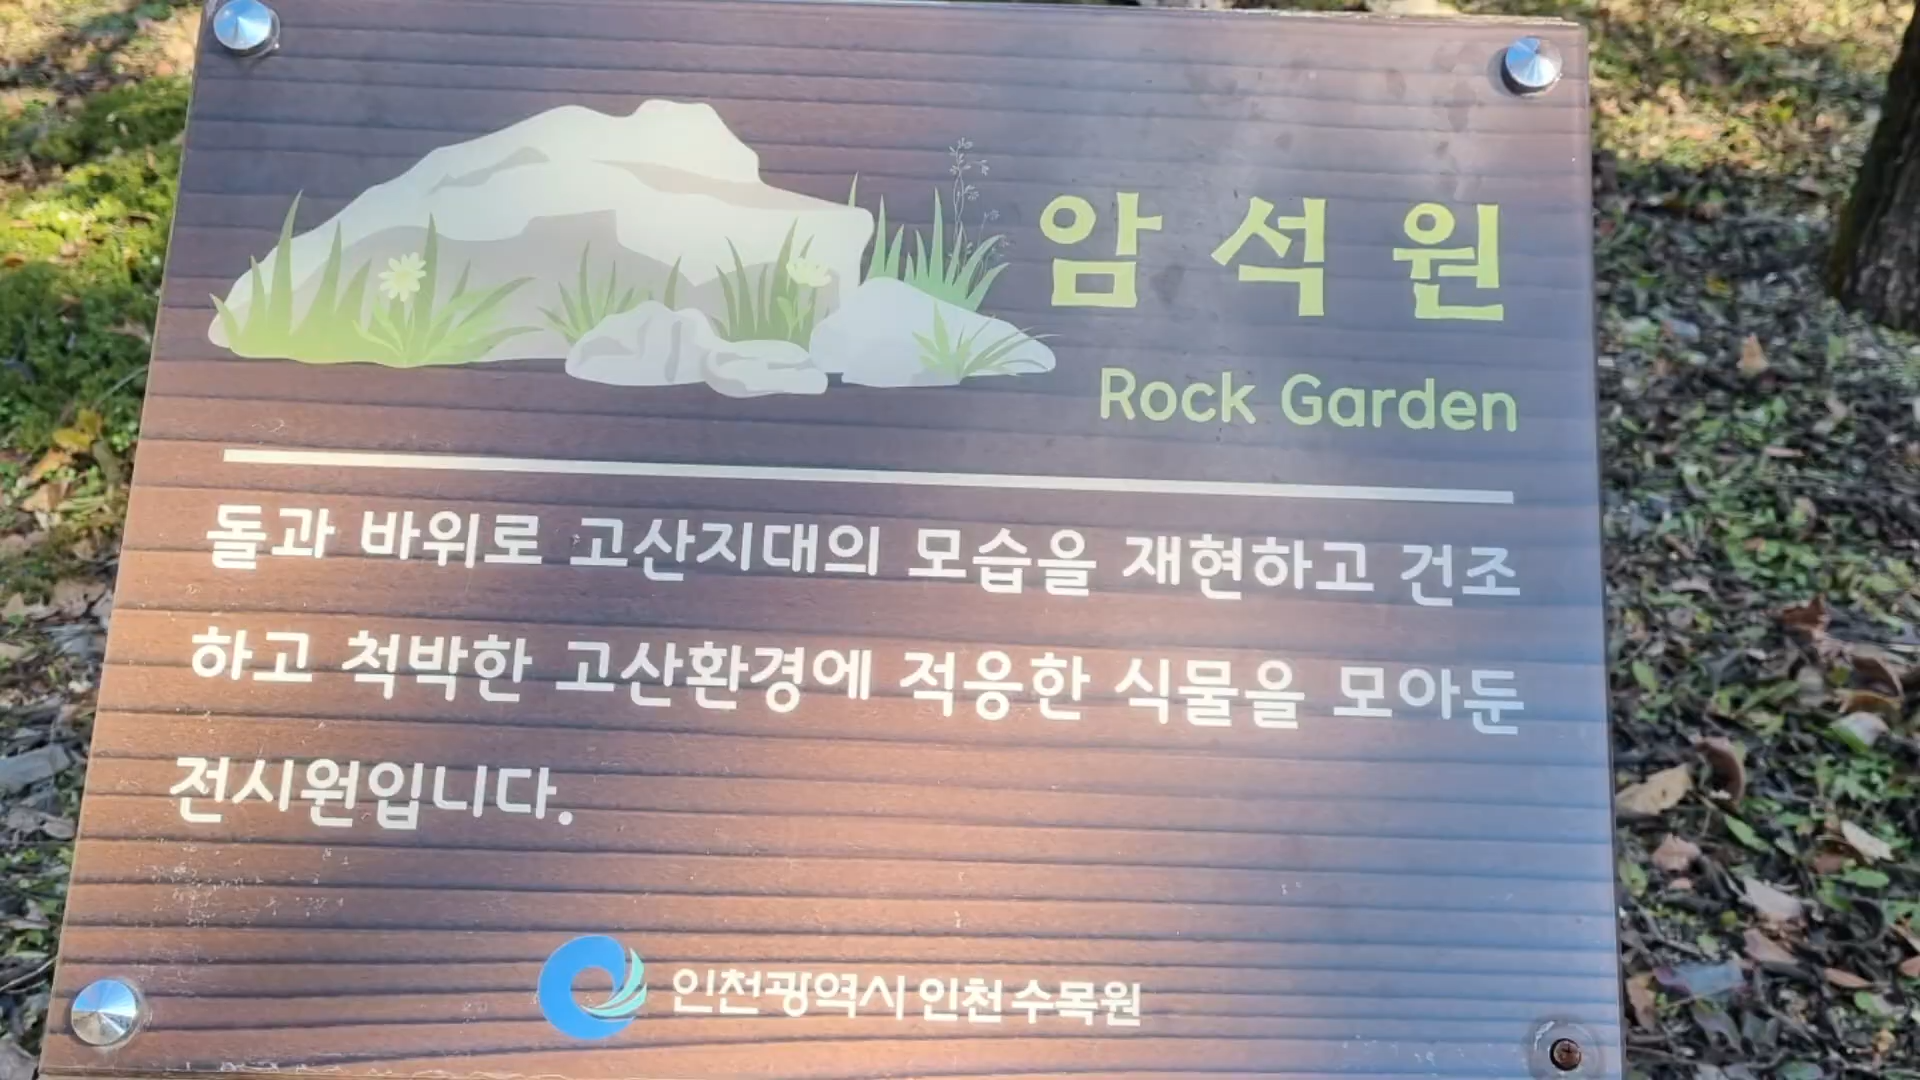 암석원
Rock Garden
돌과 바위로 고산지대의 모습을 재현하고 건조
하고 척박한 고산환경에 적응한 식물을 모아둔
전시원입니다.
인천광역시 인천수목원